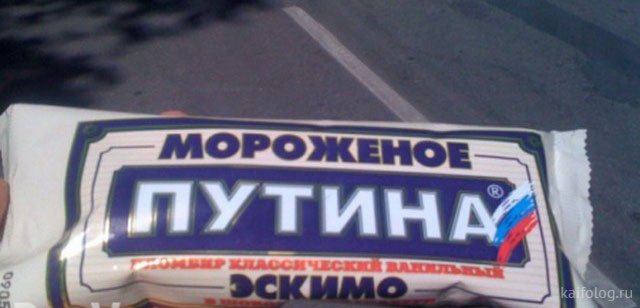 МОРОЖЕНОЕ
ПУТИНА®
ПЛОМБИР КЛАССИЧЕСКИЙ ВАНИЛЬНЫЙ
ЭСКИМО
kaifolog.ru